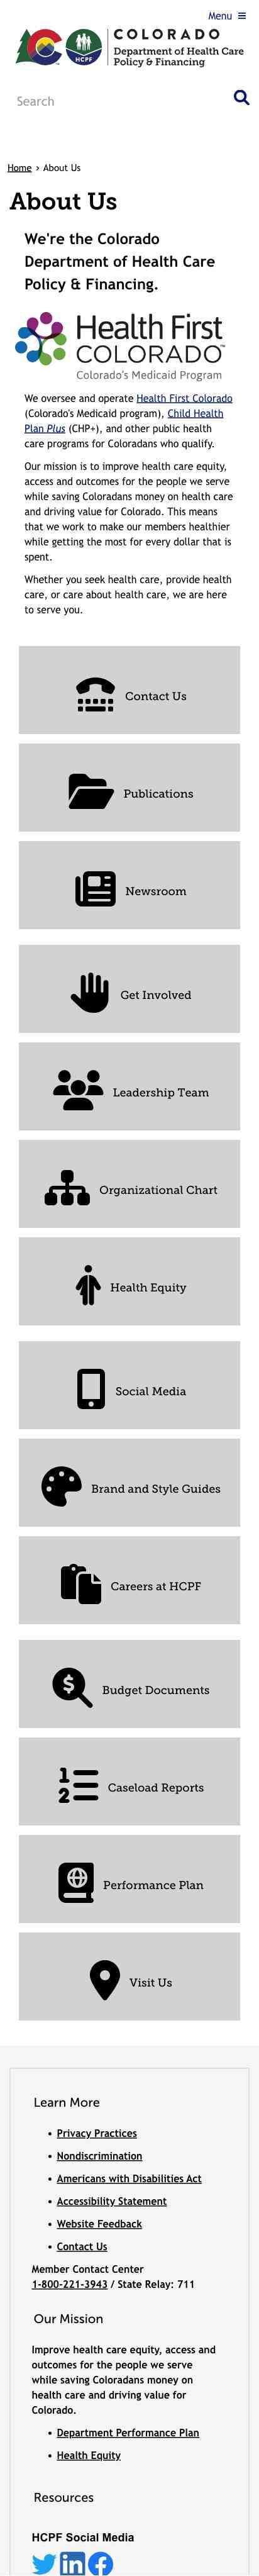 Menu
COLORADO
HCPF
Department of Health Care
Policy & Financing
Search
Home › About Us
About Us
We're the Colorado
Department of Health Care
Policy & Financing.
Health First
COLORADO™
Colorado's Medicaid Program
We oversee and operate Health First Colorado
(Colorado's Medicaid program), Child Health
Plan Plus (CHP+), and other public health
care programs for Coloradans who qualify.
Our mission is to improve health care equity,
access and outcomes for the people we serve
while saving Coloradans money on health care
and driving value for Colorado. This means
that we work to make our members healthier
while getting the most for every dollar that is
spent.
Whether you seek health care, provide health
care, or care about health care, we are here
to serve you.
Contact Us
Publications
Newsroom
Get Involved
Leadership Team
Organizational Chart
Health Equity
Social Media
Brand and Style Guides
Careers at HCPF
Budget Documents
Caseload Reports
Performance Plan
Visit Us
Learn More
• Privacy Practices
• Nondiscrimination
• Americans with Disabilities Act
• Accessibility Statement
• Website Feedback
• Contact Us
Member Contact Center
1-800-221-3943 / State Relay: 711
Our Mission
Improve health care equity, access and
outcomes for the people we serve
while saving Coloradans money on
health care and driving value for
Colorado.
• Department Performance Plan
• Health Equity
Resources
HCPF Social Media